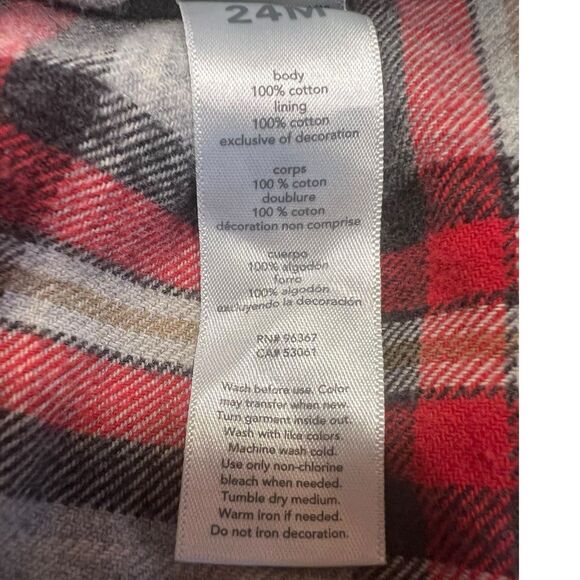 24M
body
100% cotton
lining
100% cotton
exclusive of decoration
corps
100 % coton
doublure
100 % coton
décoration non comprise
cuerpo
100% algodón
forro
100% algodón
excluyendo la decoración
RN# 96367
CA# 53061
Wash before use. Color
may transfer when new.
Turn garment inside out.
Wash with like colors.
Machine wash cold.
Use only non-chlorine
bleach when needed.
Tumble dry medium.
Warm iron if needed.
Do not iron decoration.